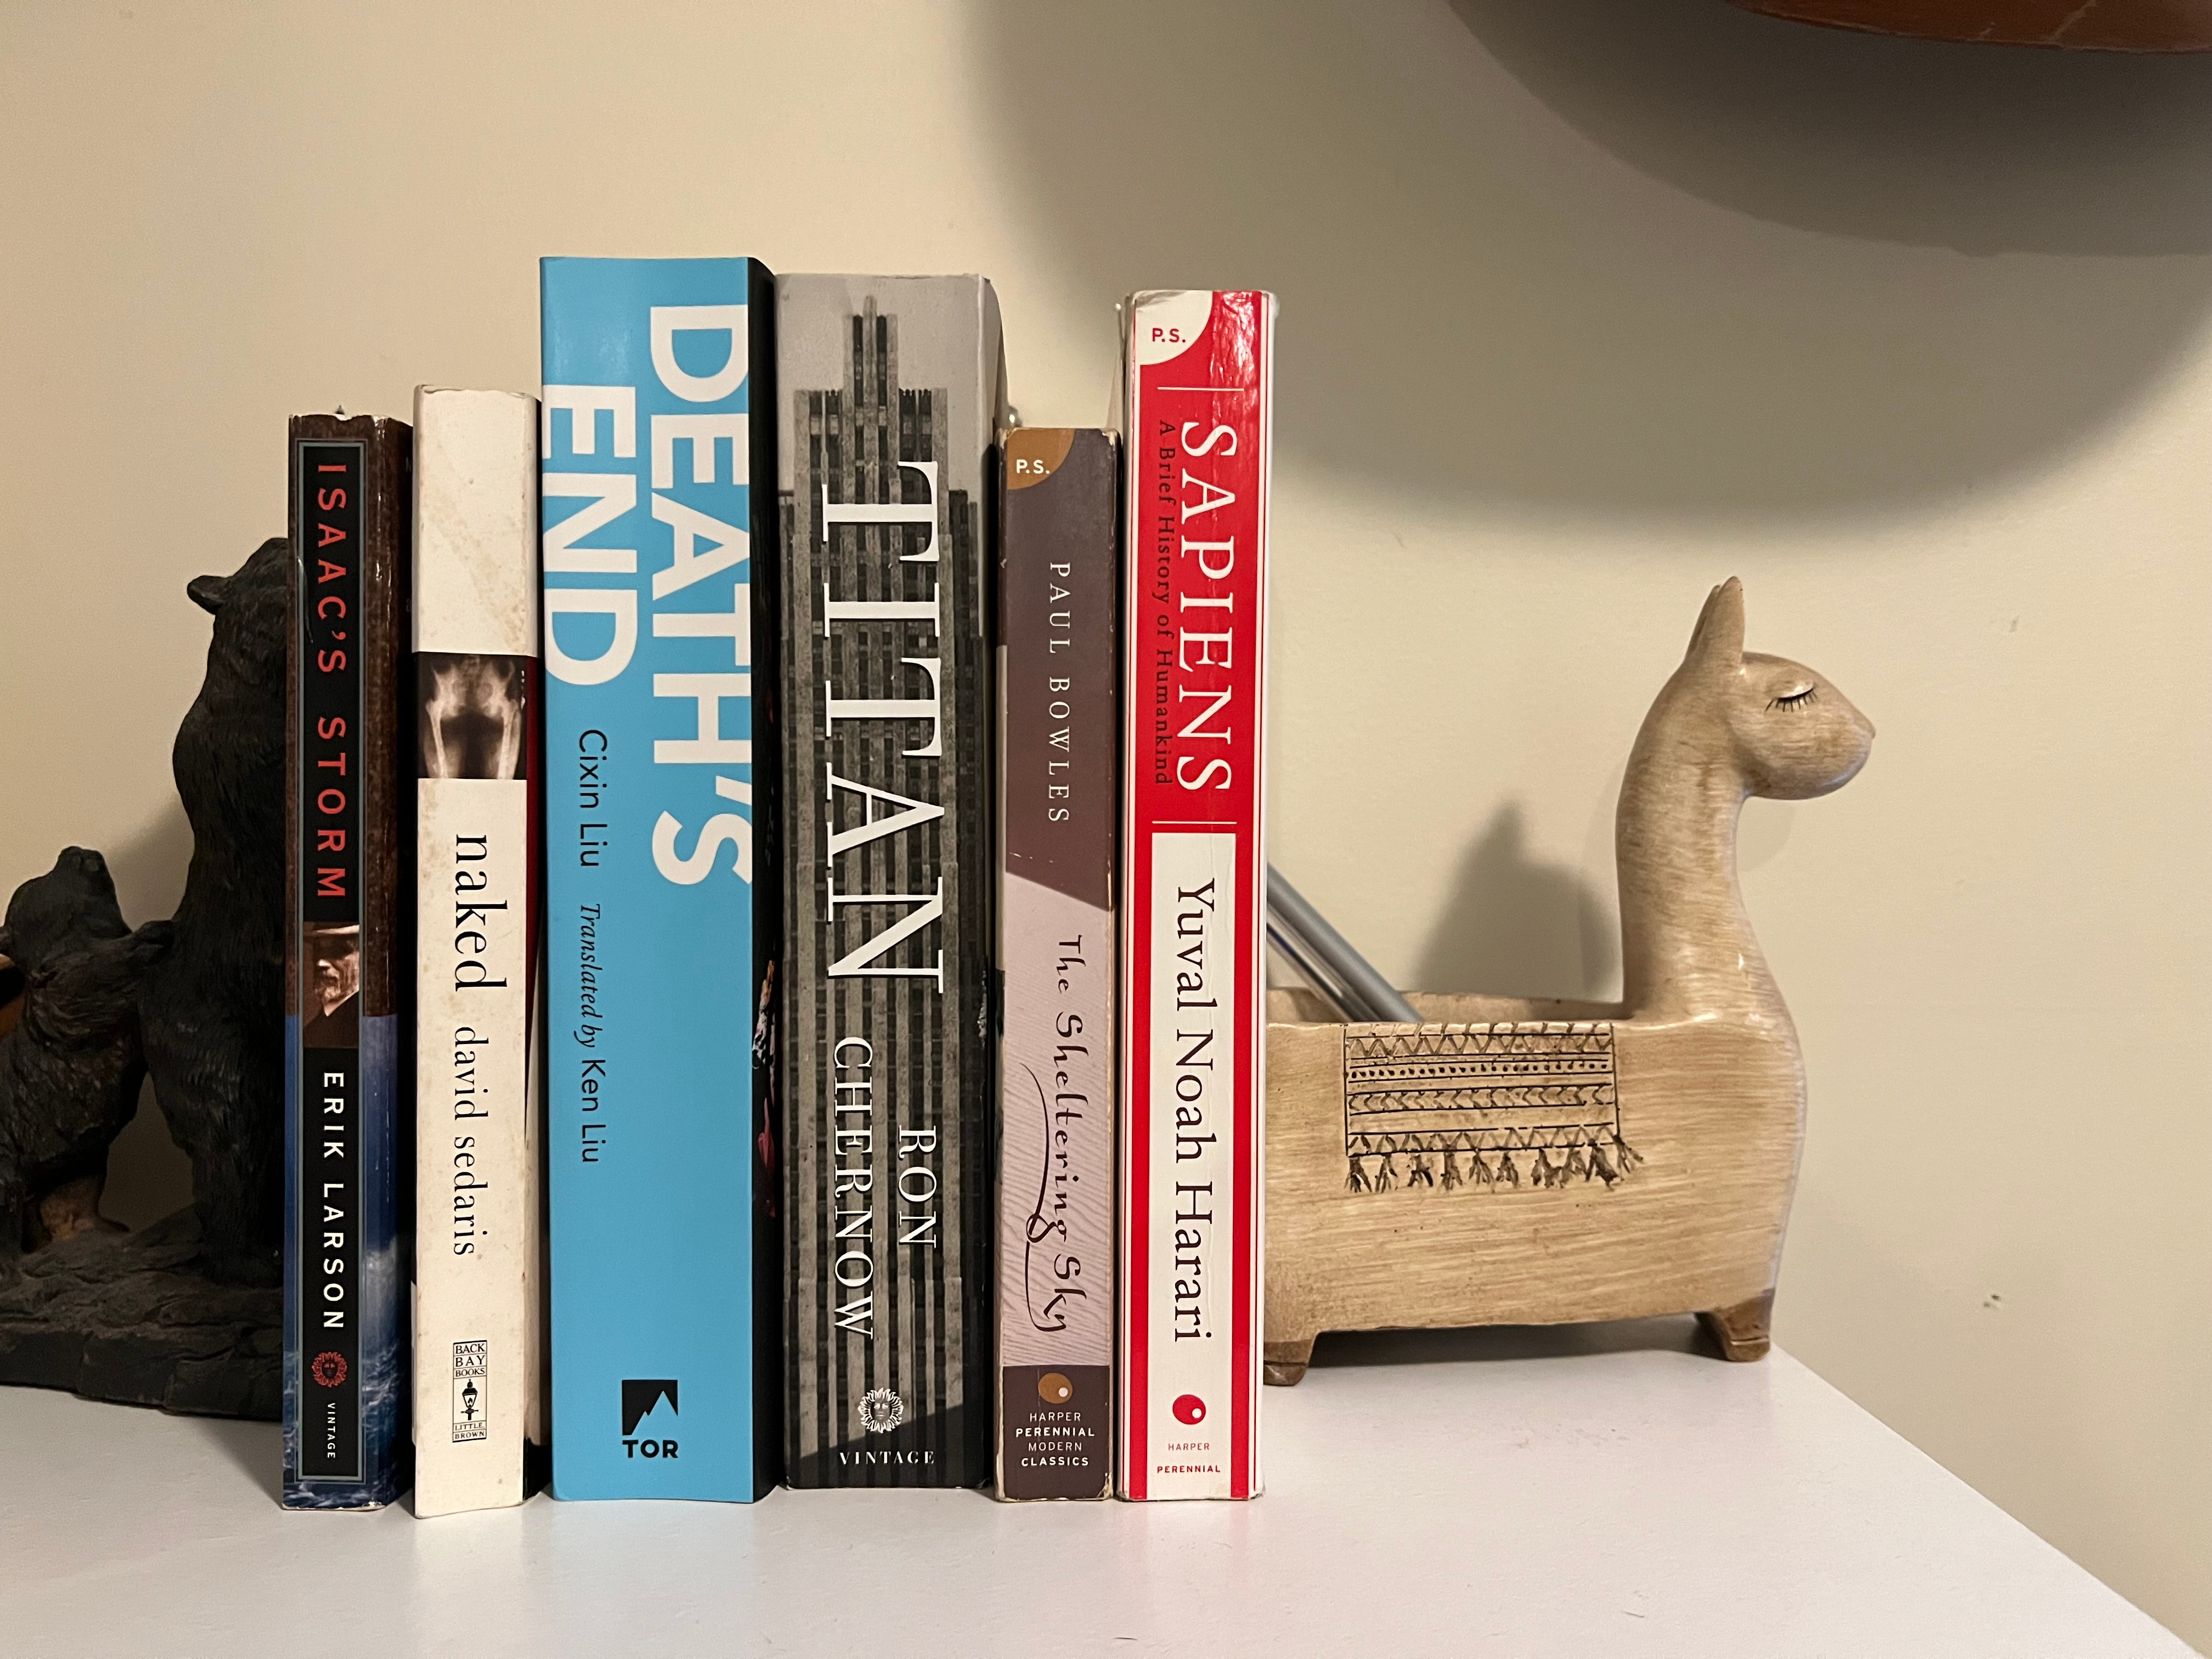 ISAAC'S STORM
ERIK LARSON
VINTAGE
naked
david sedaris
BACK
BAY
BOOKS
LITTLE,
BROWN
DEATH'S
END
Cixin Liu
Translated by Ken Liu
TOR
TITAN
RON
CHERNOW
VINTAGE
P.S.
PAUL BOWLES
The Sheltering Sky
HARPER
PERENNIAL
MODERN
CLASSICS
P.S.
SAPIENS
A Brief History of Humankind
Yuval Noah Harari
HARPER
PERENNIAL